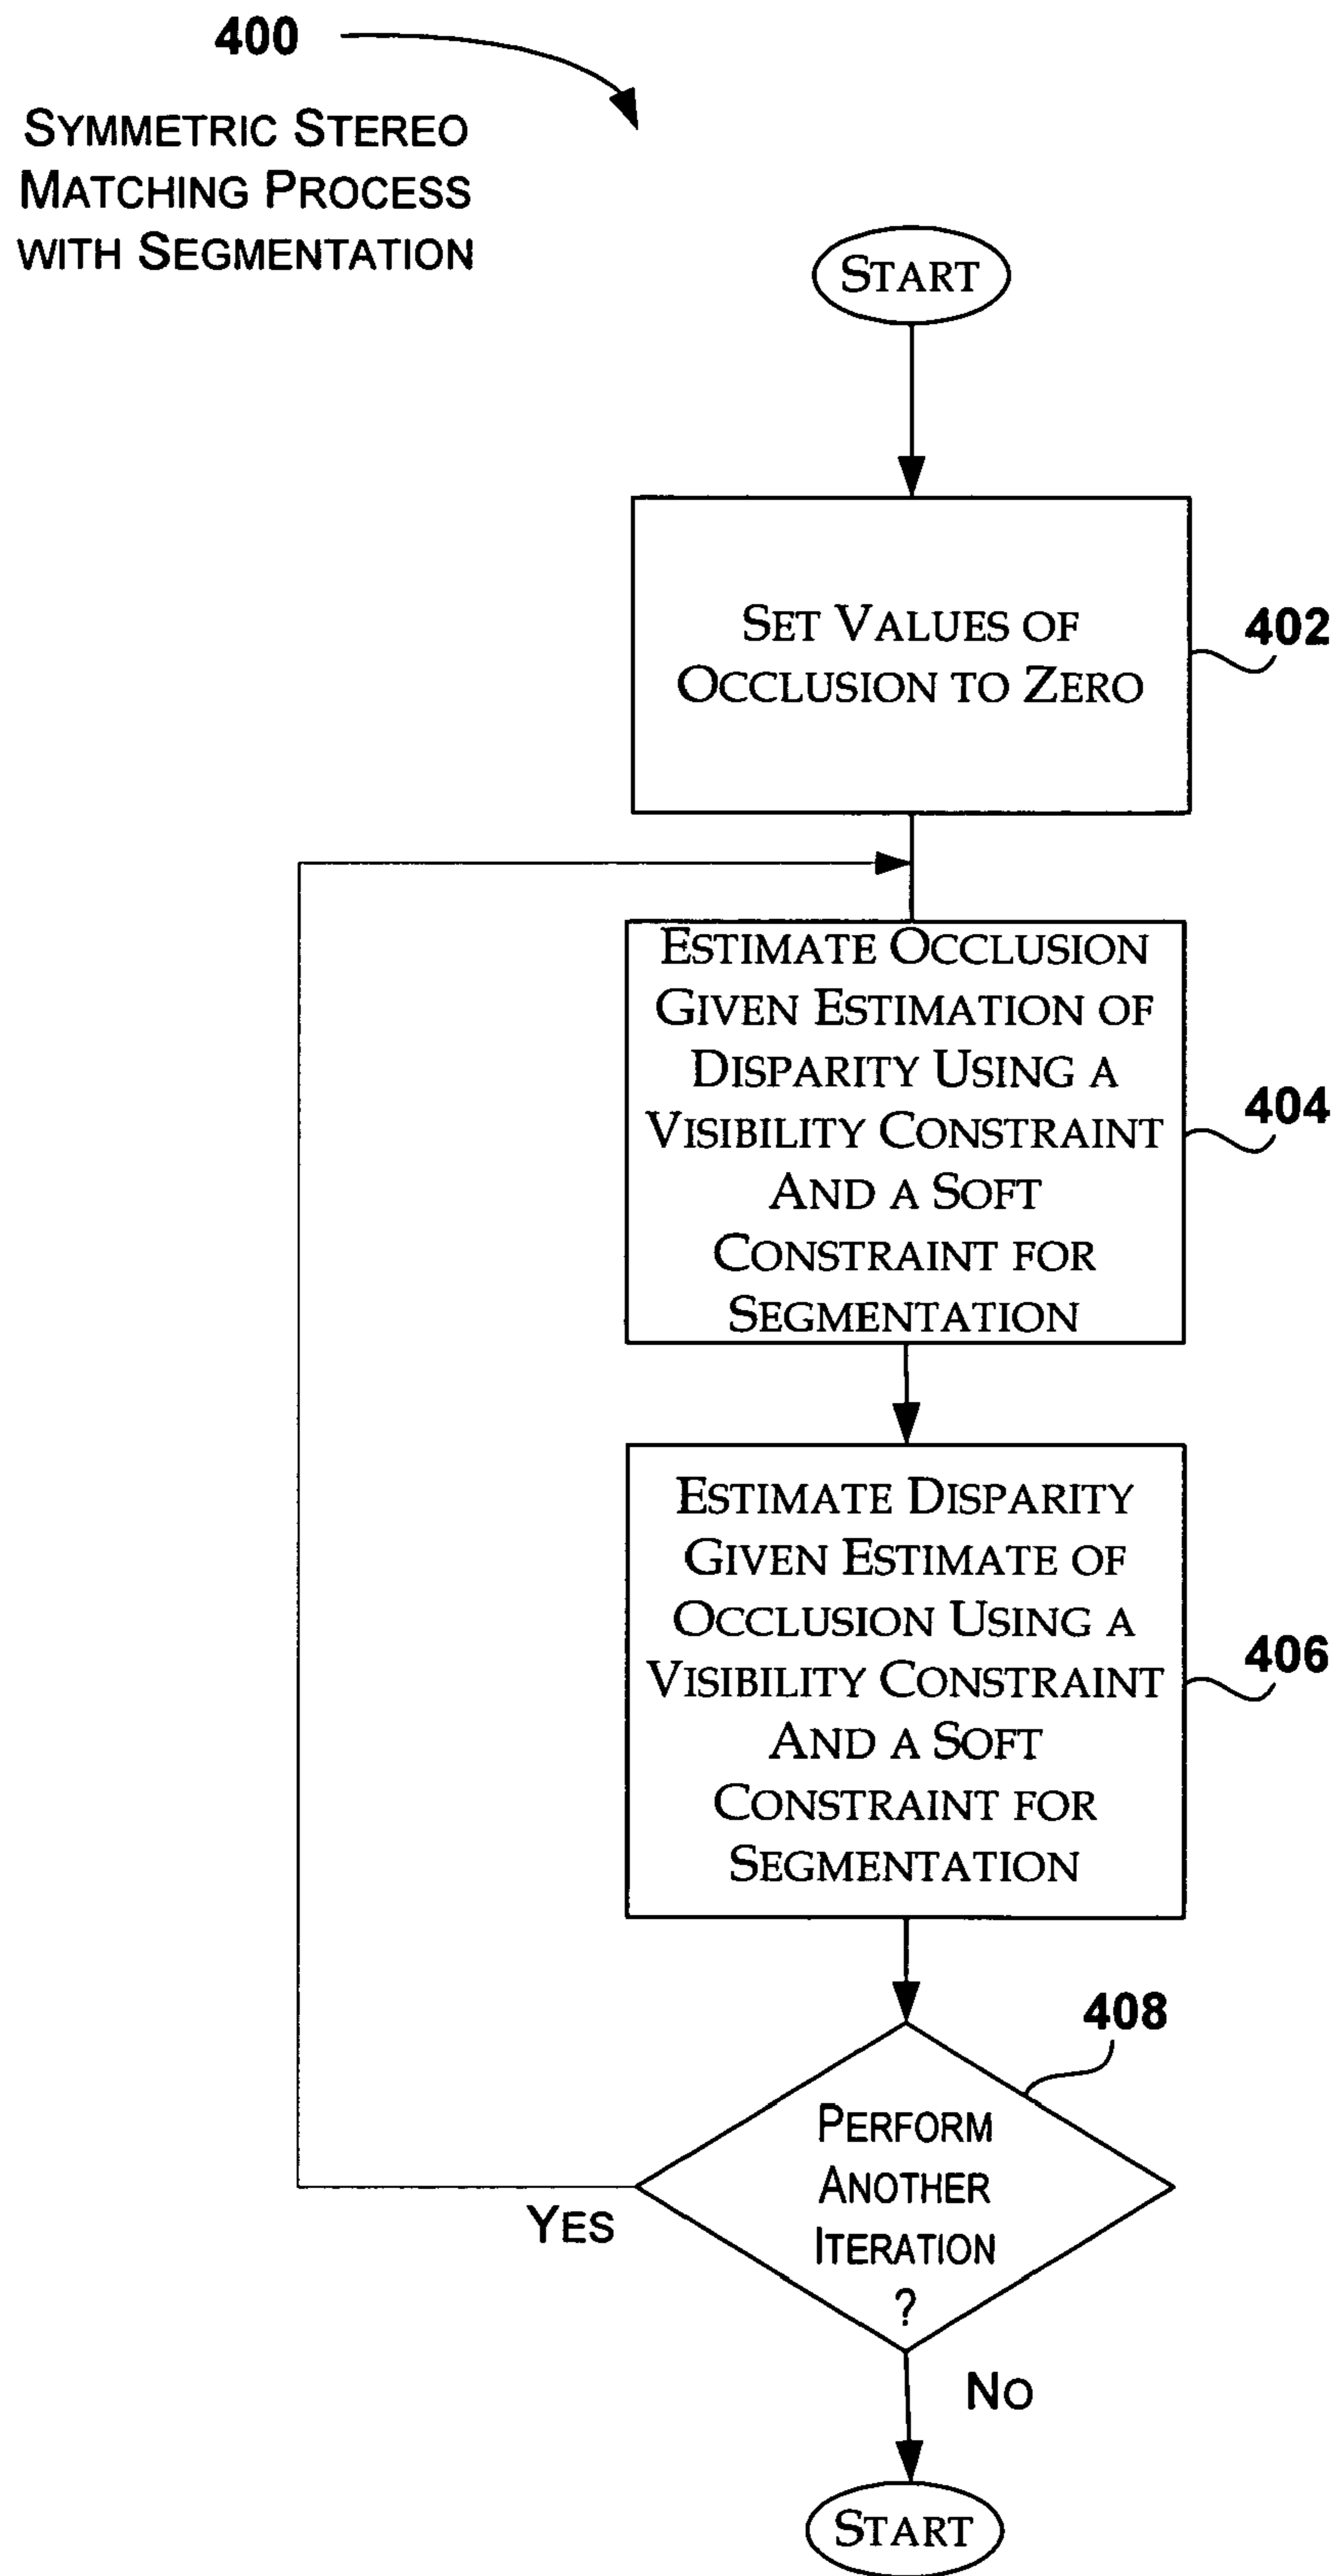 400
SYMMETRIC STEREO
MATCHING PROCESS
WITH SEGMENTATION
START
SET VALUES OF
OCCLUSION TO ZERO
402
ESTIMATE OCCLUSION
GIVEN ESTIMATION OF
DISPARITY USING A
VISIBILITY CONSTRAINT
AND A SOFT
CONSTRAINT FOR
SEGMENTATION
404
ESTIMATE DISPARITY
GIVEN ESTIMATE OF
OCCLUSION USING A
VISIBILITY CONSTRAINT
AND A SOFT
CONSTRAINT FOR
SEGMENTATION
406
408
PERFORM
ANOTHER
ITERATION
?
YES
NO
START